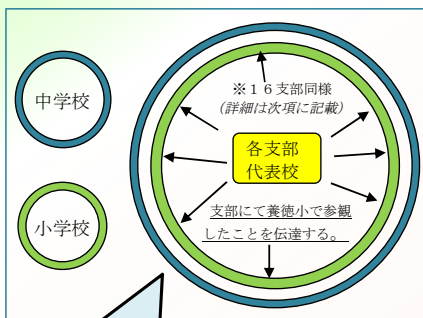 中学校
小学校
※１６支部同様
(詳細は次項に記載)
各支部
代表校
支部にて養徳小で参観
したことを伝達する。